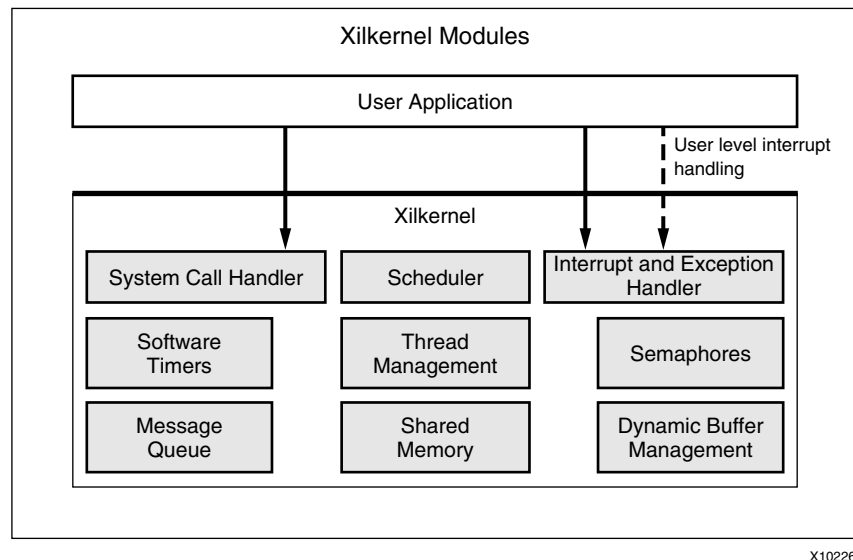 Xilkernel Modules
User Application
User level interrupt
handling
Xilkernel
System Call Handler
Scheduler
Interrupt and Exception
Handler
Software
Timers
Thread
Management
Semaphores
Message
Queue
Shared
Memory
Dynamic Buffer
Management
X10226